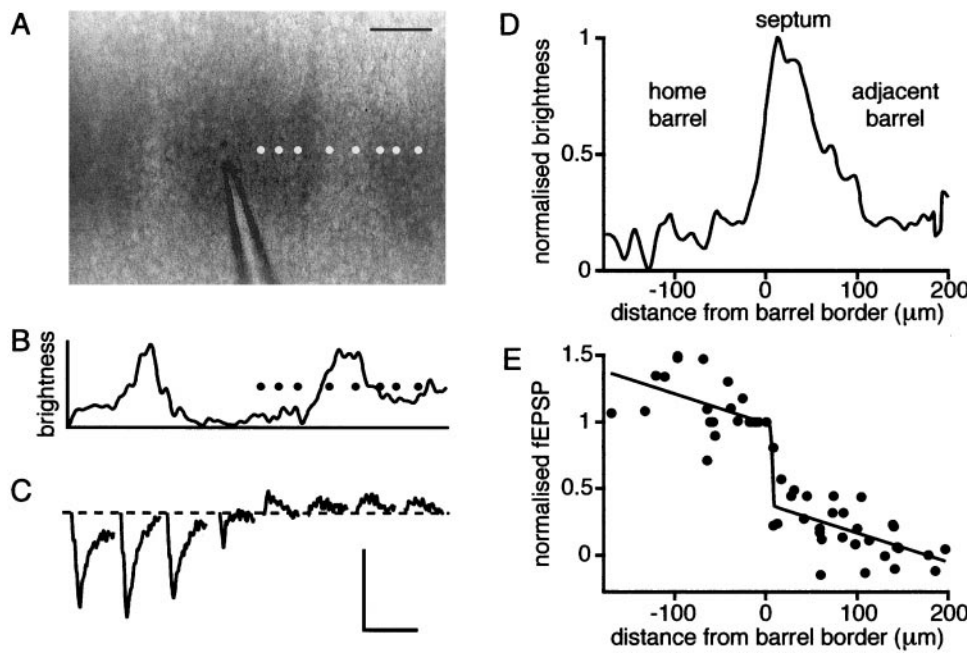 A
B
brightness
C
D
septum
1
0.5
0
normalised brightness
home
barrel
adjacent
barrel
-100 0 100 200
distance from barrel border (μm)
E
1.5
1
0.5
0
normalised fEPSP
-100 0 100 200
distance from barrel border (μm)